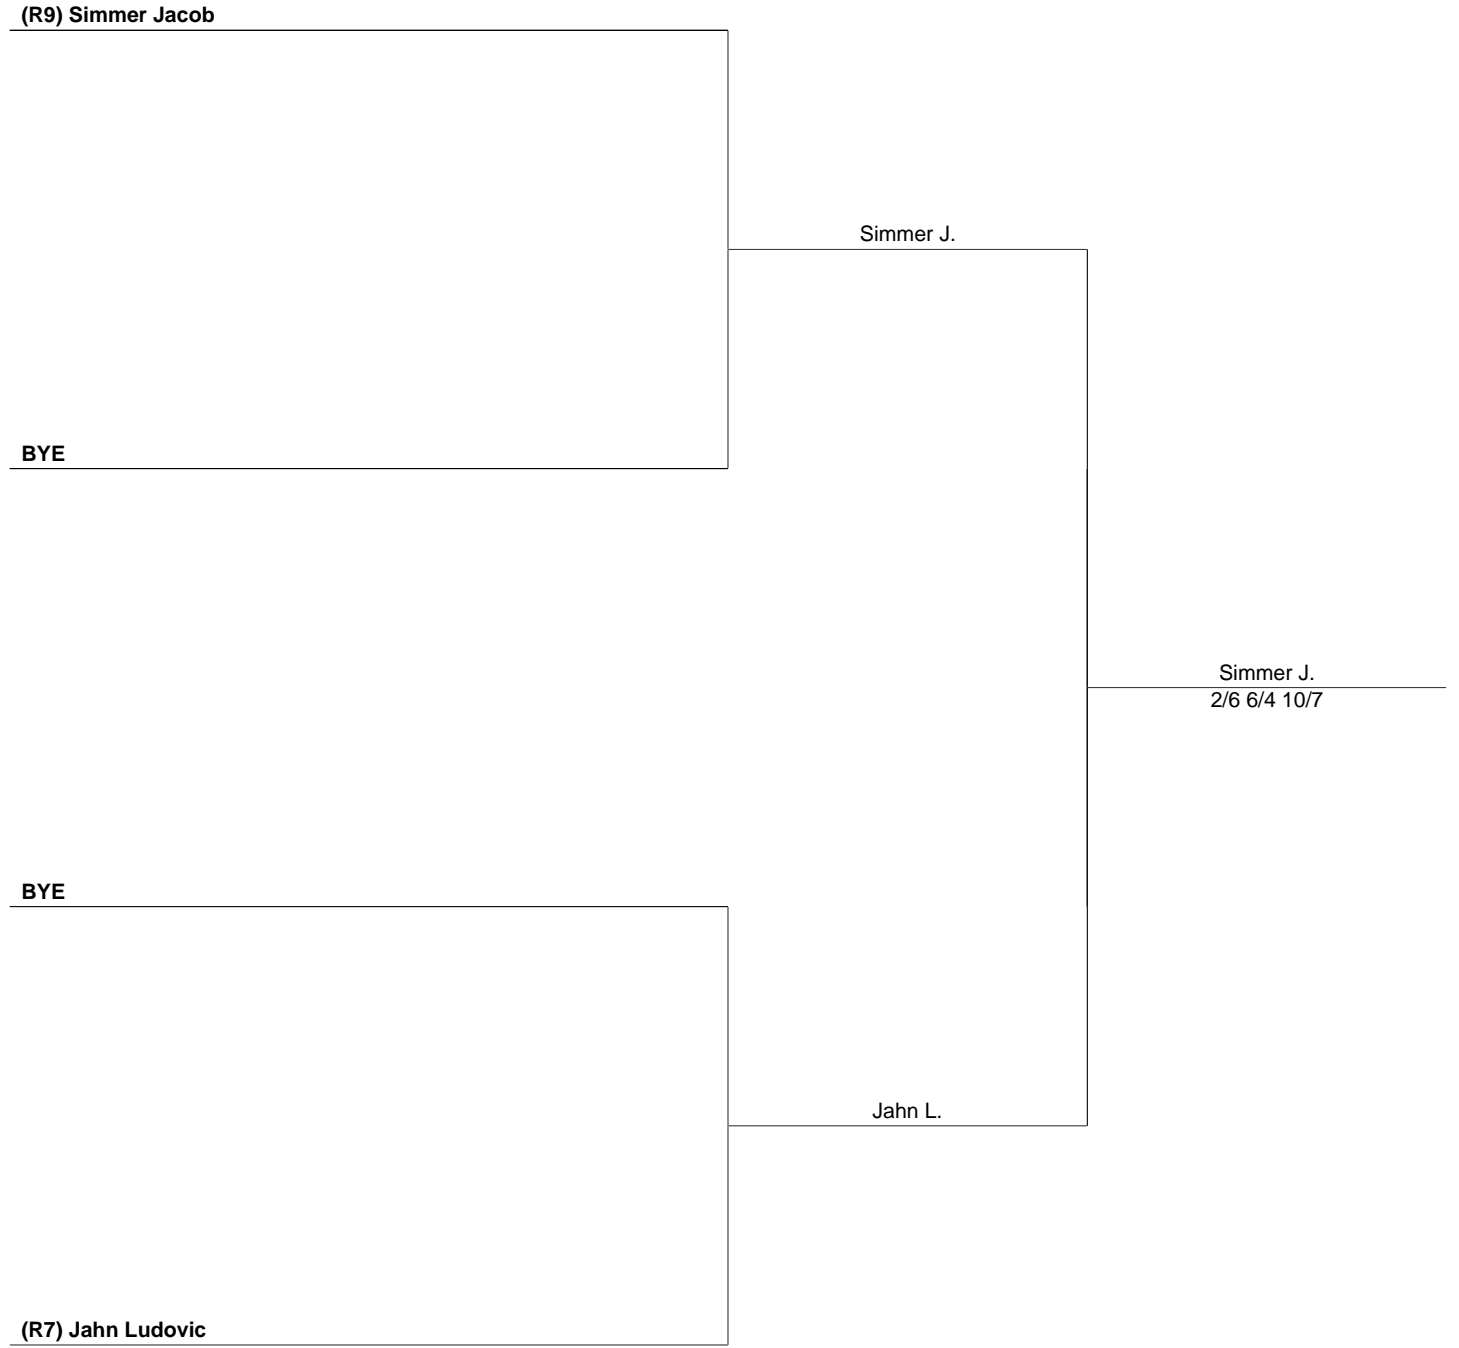 (R9) Simmer Jacob
Simmer J.
BYE
Simmer J.
2/6 6/4 10/7
BYE
Jahn L.
(R7) Jahn Ludovic